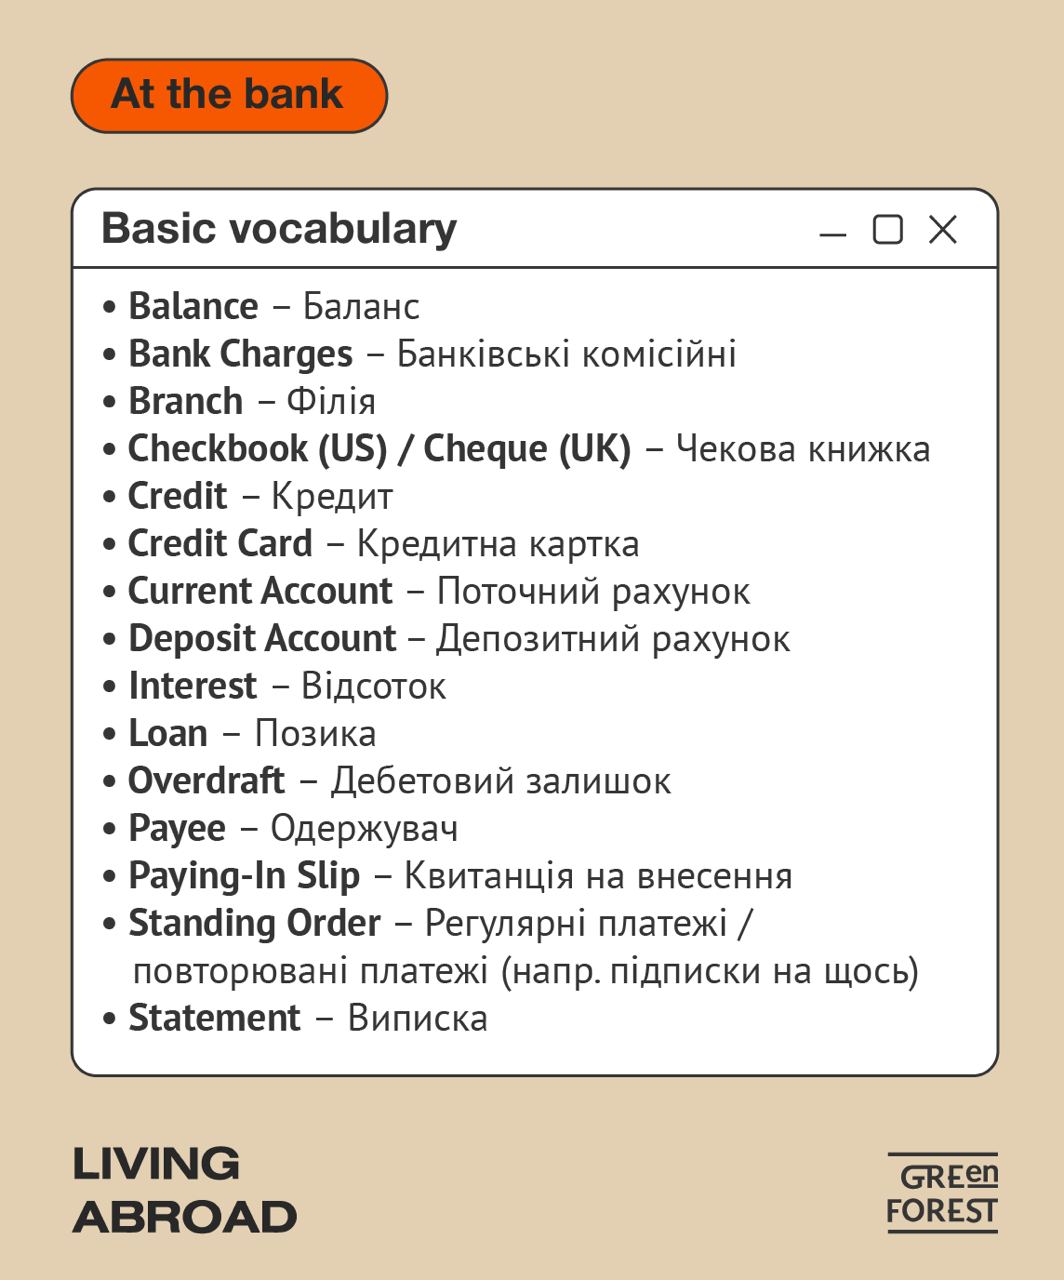 At the bank
Basic vocabulary
• Balance – Баланс
• Bank Charges – Банківські комісійні
• Branch – Філія
• Checkbook (US) / Cheque (UK) – Чекова книжка
• Credit – Кредит
• Credit Card – Кредитна картка
• Current Account – Поточний рахунок
• Deposit Account – Депозитний рахунок
• Interest – Відсоток
• Loan – Позика
• Overdraft – Дебетовий залишок
• Payee – Одержувач
• Paying-In Slip – Квитанція на внесення
• Standing Order – Регулярні платежі /
повторювані платежі (напр. підписки на щось)
• Statement – Виписка
LIVING
ABROAD
GREen
FOREST